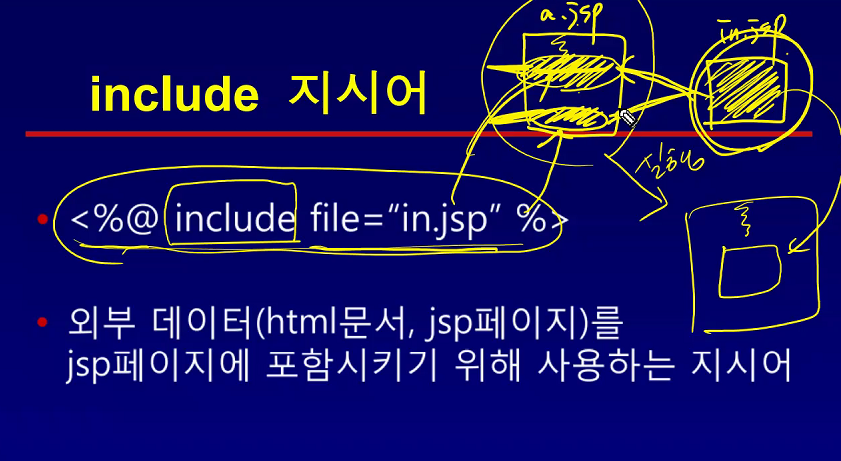 a.jsp
in.jsp
include 지시어
실행
<%@ include file=“in.jsp” %>
외부 데이터(html문서, jsp페이지)를
jsp페이지에 포함시키기 위해 사용하는 지시어